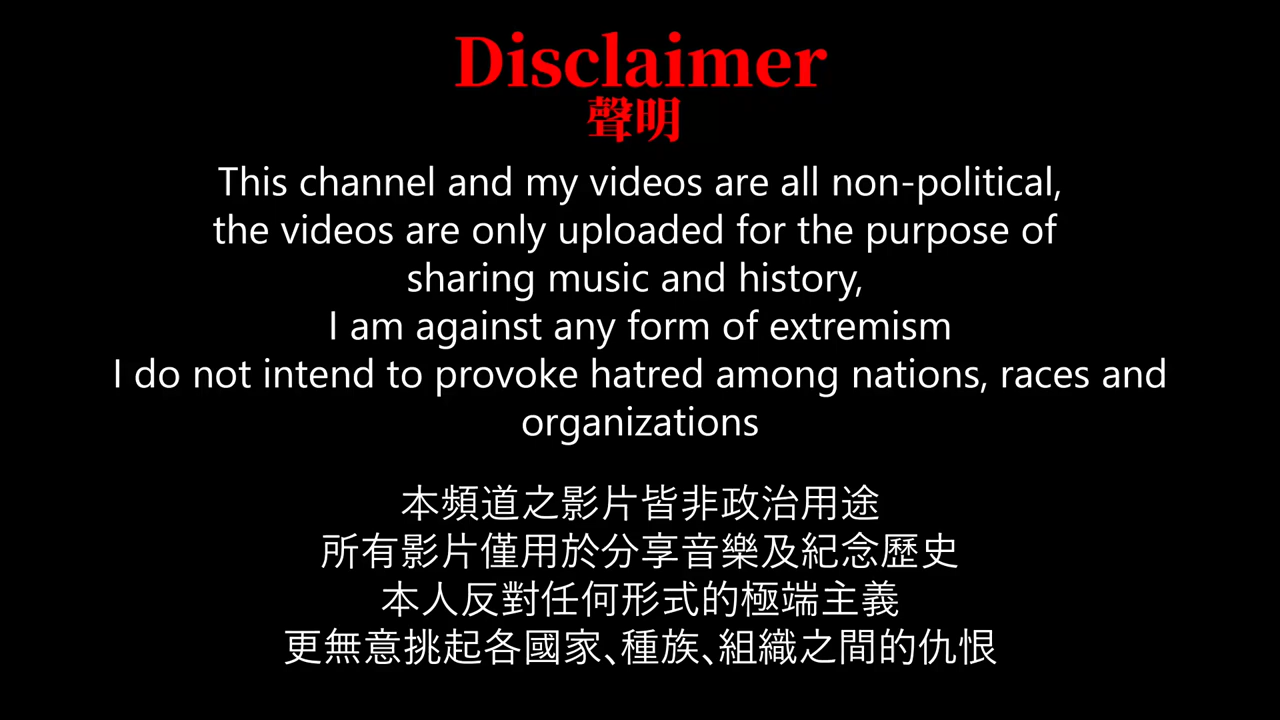 Disclaimer
聲明
This channel and my videos are all non-political,
the videos are only uploaded for the purpose of
sharing music and history,
I am against any form of extremism
I do not intend to provoke hatred among nations, races and
organizations
本頻道之影片皆非政治用途
所有影片僅用於分享音樂及紀念歷史
本人反對任何形式的極端主義
更無意挑起各國家、種族、組織之間的仇恨